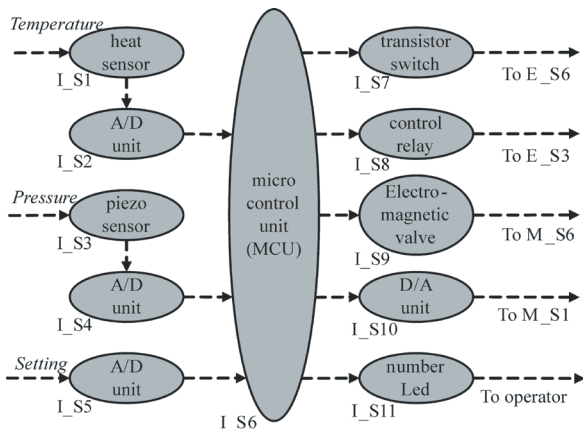 Temperature
heat
sensor
I_S1
A/D
unit
I_S2
Pressure
piezo
sensor
I_S3
A/D
unit
I_S4
Setting
A/D
unit
I_S5
micro
control
unit
(MCU)
I_S6
transistor
switch
I_S7
To E_S6
control
relay
I_S8
To E_S3
Electro-
magnetic
valve
I_S9
To M_S6
D/A
unit
I_S10
To M_S1
number
Led
I_S11
To operator